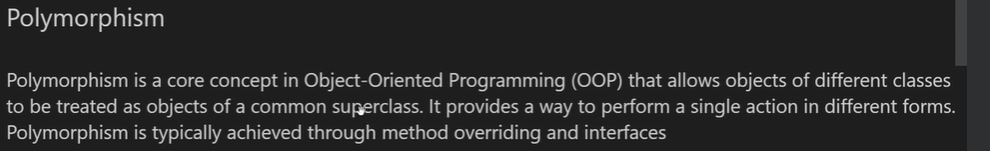 Polymorphism
Polymorphism is a core concept in Object-Oriented Programming (OOP) that allows objects of different classes
to be treated as objects of a common superclass. It provides a way to perform a single action in different forms.
Polymorphism is typically achieved through method overriding and interfaces